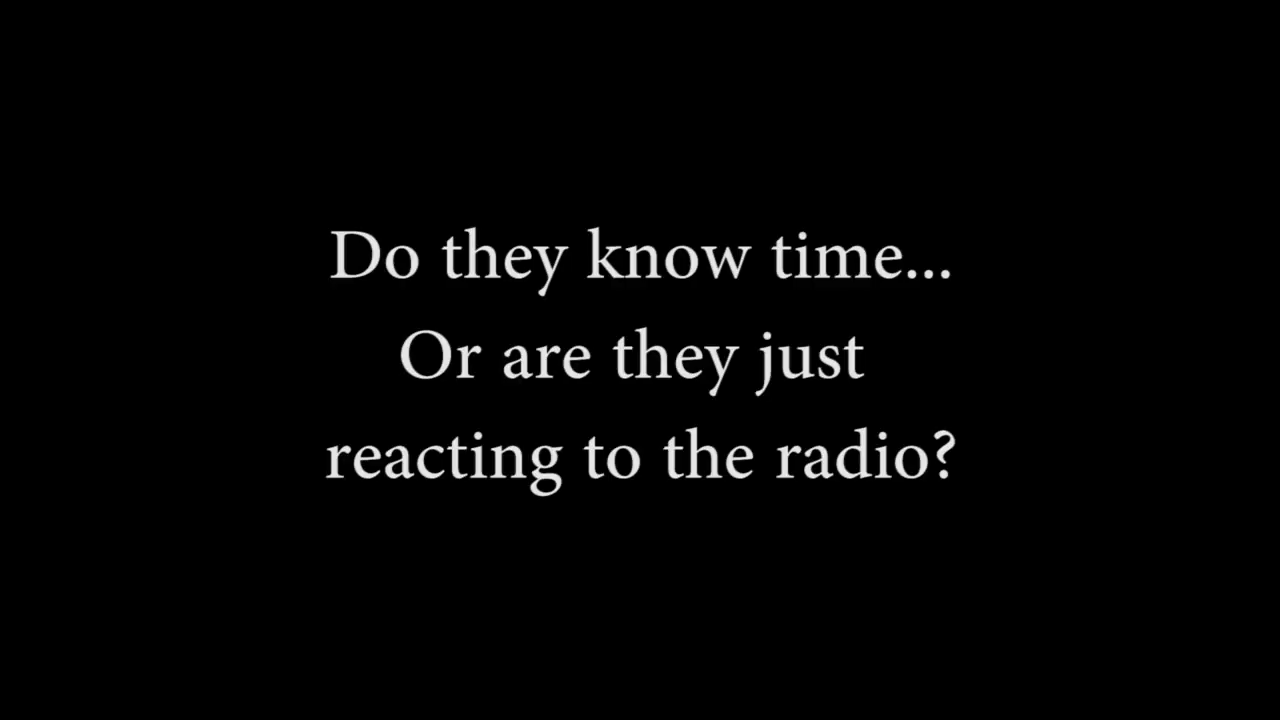 Do they know time...
Or are they just
reacting to the radio?